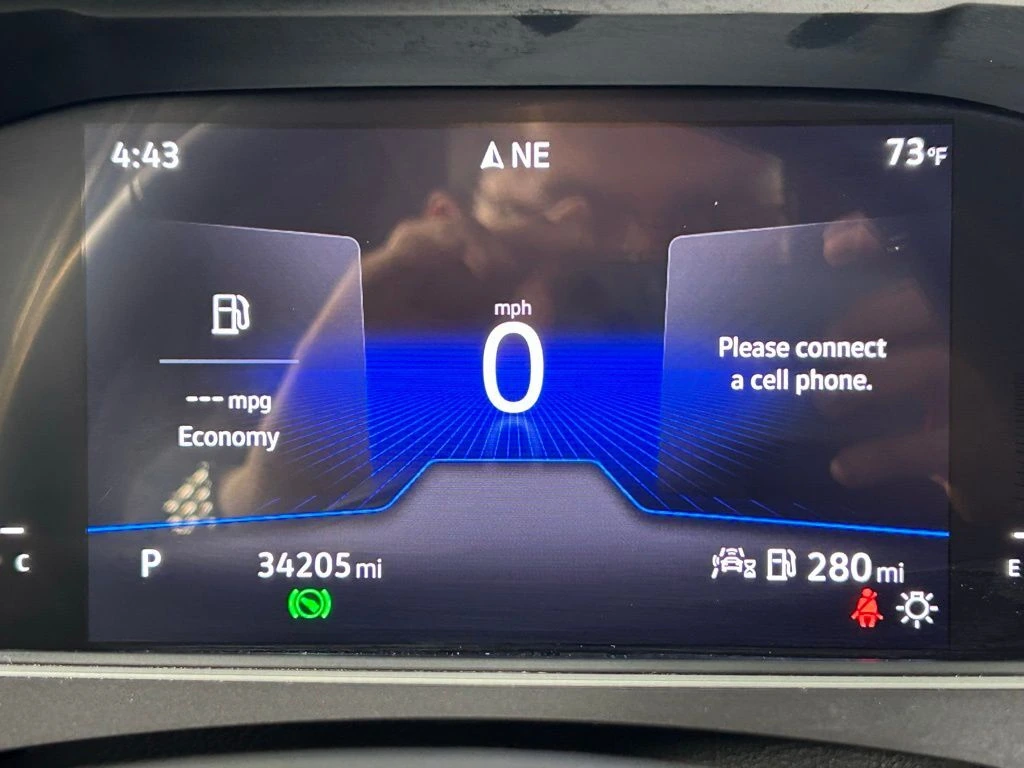 4:43
NE
73°F
mph
0
Please connect
a cell phone.
--- mpg
Economy
C
P
34205 mi
280 mi
E